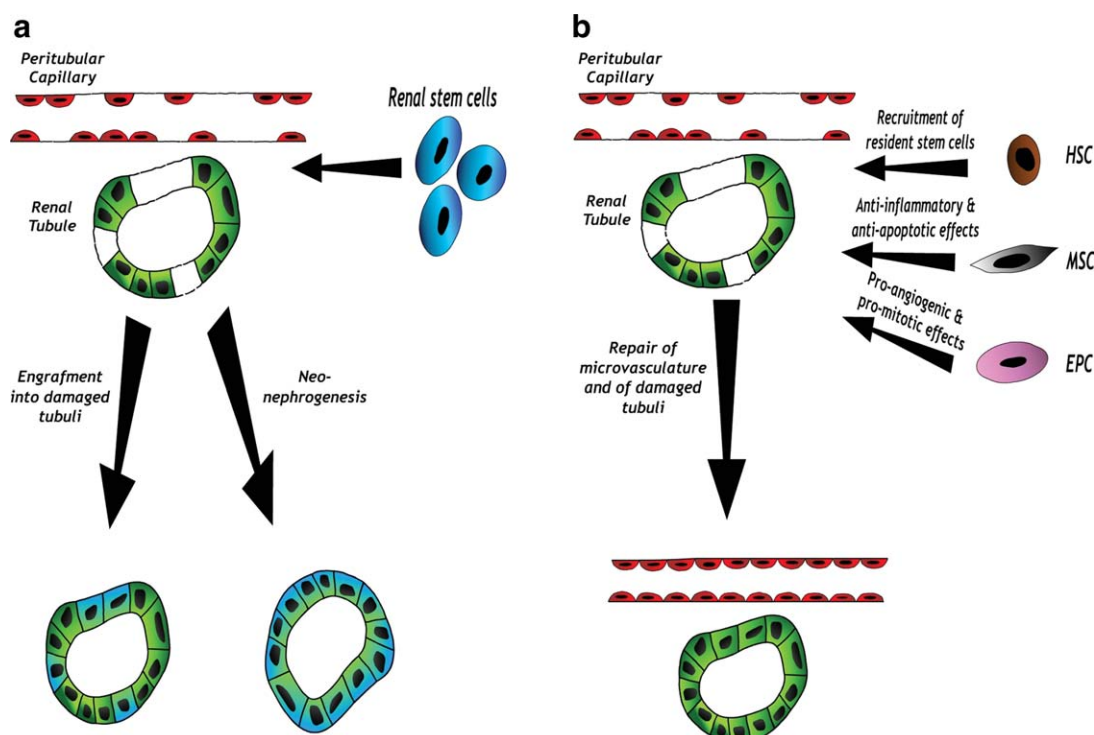 a
Peritubular
Capillary
Renal stem cells
Renal
Tubule
Engrafment
into damaged
tubuli
Neo-
nephrogenesis
b
Peritubular
Capillary
Recruitment of
resident stem cells
HSC
Renal
Tubule
Anti-inflammatory &
anti-apoptotic effects
MSC
Pro-angiogenic &
pro-mitotic effects
EPC
Repair of
microvasculature
and of damaged
tubuli